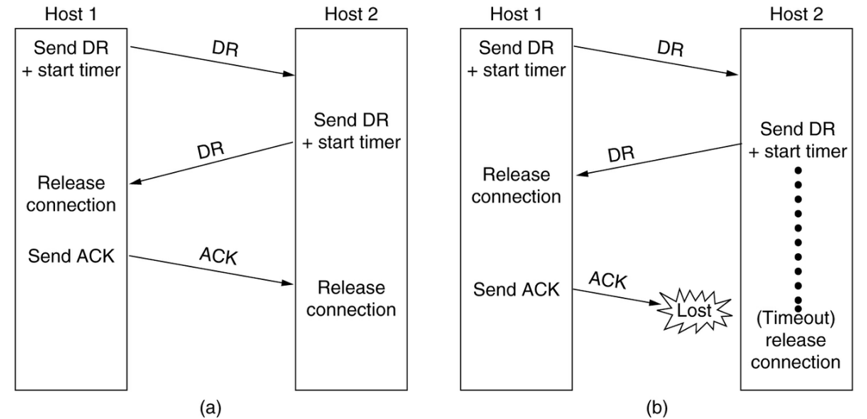 Host 1
Host 2
Send DR
+ start timer
DR
Send DR
+ start timer
DR
Release
connection
Send ACK
ACK
Release
connection
(a)
Host 1
Host 2
Send DR
+ start timer
DR
Send DR
+ start timer
DR
Release
connection
Send ACK
ACK
Lost
(Timeout)
release
connection
(b)